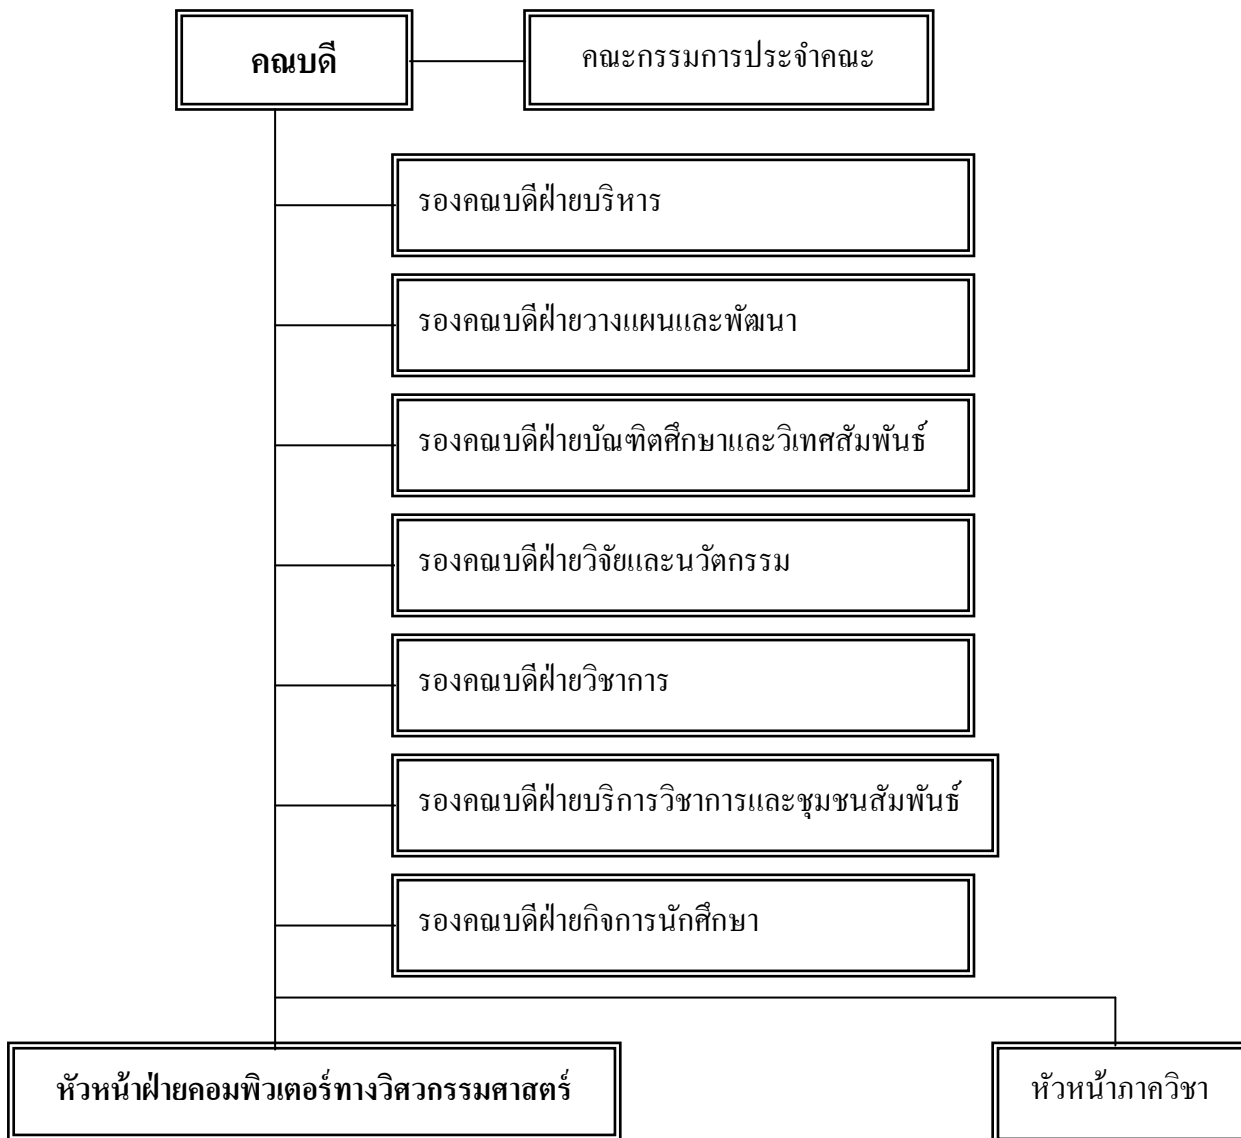 คณบดี
คณะกรรมการประจำคณะ
รองคณบดีฝ่ายบริหาร
รองคณบดีฝ่ายวางแผนและพัฒนา
รองคณบดีฝ่ายบัณฑิตศึกษาและวิเทศสัมพันธ์
รองคณบดีฝ่ายวิจัยและนวัตกรรม
รองคณบดีฝ่ายวิชาการ
รองคณบดีฝ่ายบริการวิชาการและชุมชนสัมพันธ์
รองคณบดีฝ่ายกิจการนักศึกษา
หัวหน้าฝ่ายคอมพิวเตอร์ทางวิศวกรรมศาสตร์
หัวหน้าภาควิชา